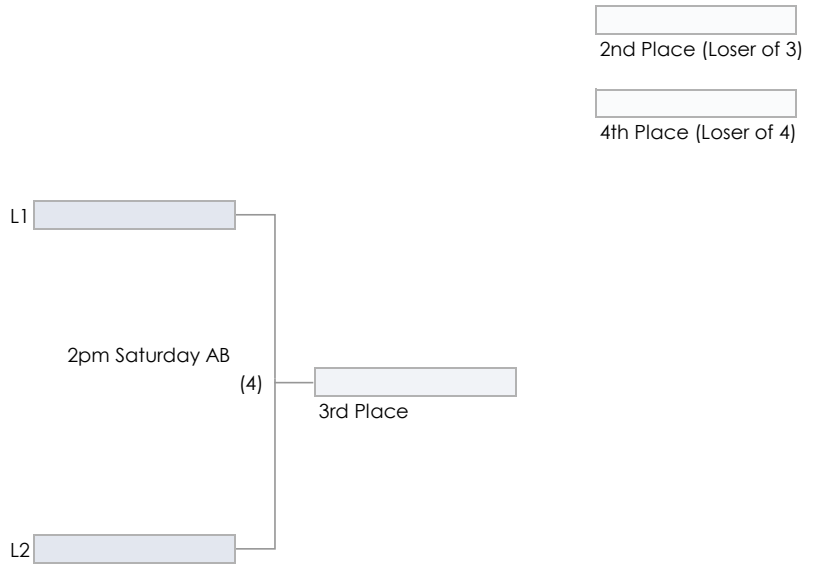 2nd Place (Loser of 3)
4th Place (Loser of 4)
L1
2pm Saturday AB
(4)
3rd Place
L2